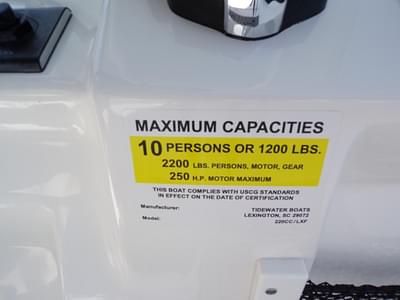 MAXIMUM CAPACITIES
10 PERSONS OR 1200 LBS.
2200 LBS. PERSONS, MOTOR, GEAR
250 H.P. MOTOR MAXIMUM
THIS BOAT COMPLIES WITH USCG STANDARDS
IN EFFECT ON THE DATE OF CERTIFICATION
Manufacturer: TIDEWATER BOATS
LEXINGTON, SC 29072
Model: 220CC/LXF